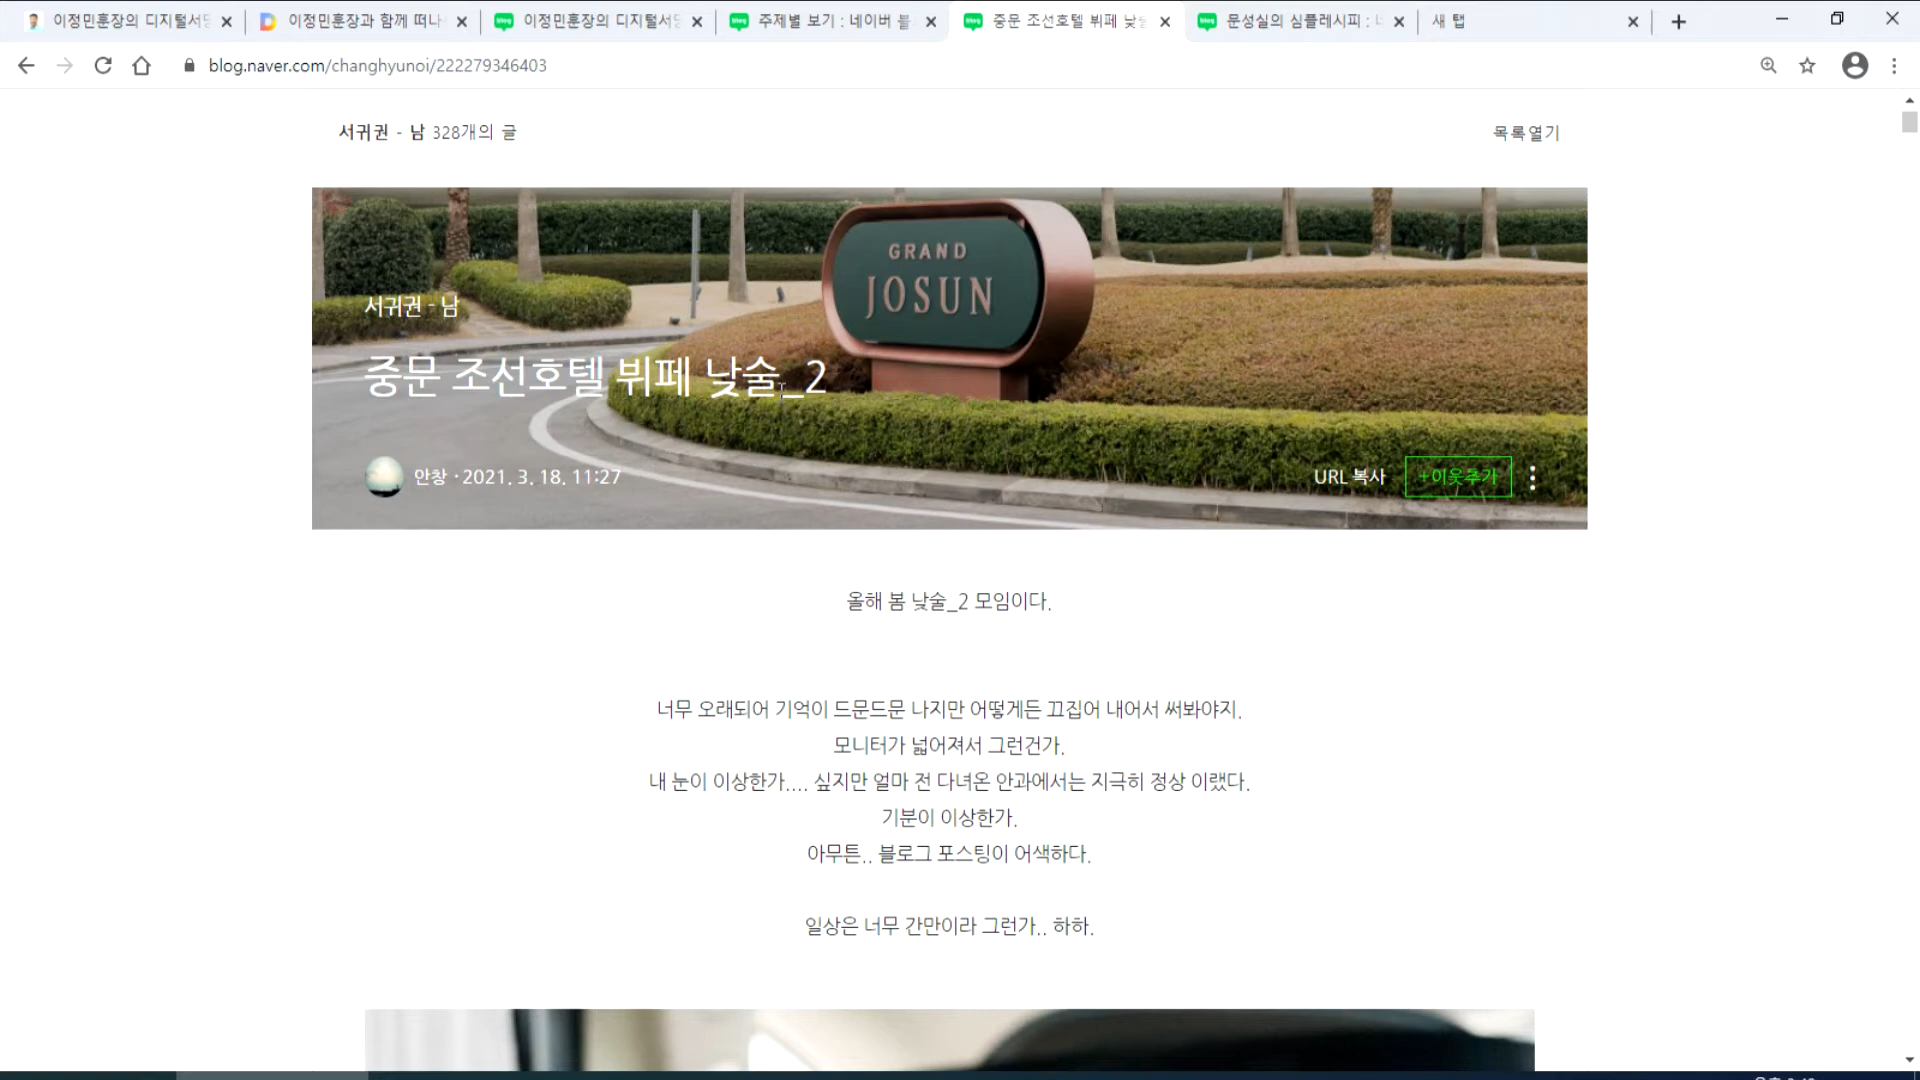 이정민훈장의 디지털서당
이정민훈장과 함께 떠나
이정민훈장의 디지털서당
주제별 보기 : 네이버 블
중문 조선호텔 뷔페 낮술
문성실의 심플레시피 : 네
새 탭
blog.naver.com/changhyunoi/222279346403
서귀권 - 남 328개의 글
목록열기
GRAND
JOSUN
서귀권 - 남
중문 조선호텔 뷔페 낮술_2
안창 · 2021. 3. 18. 11:27
URL 복사
+이웃추가
올해 봄 낮술_2 모임이다.
너무 오래되어 기억이 드문드문 나지만 어떻게든 끄집어 내어서 써봐야지.
모니터가 넓어져서 그런건가.
내 눈이 이상한가.... 싶지만 얼마 전 다녀온 안과에서는 지극히 정상 이랬다.
기분이 이상한가.
아무튼.. 블로그 포스팅이 어색하다.
일상은 너무 간만이라 그런가.. 하하.